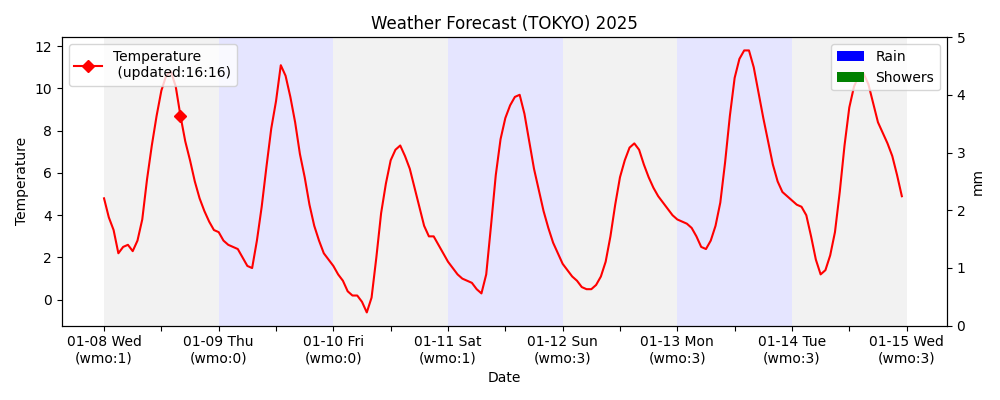 Weather Forecast (TOKYO) 2025
Temperature
(updated:16:16)
Rain
Showers
12
10
8
6
4
2
0
Temperature
5
4
3
2
1
0
mm
01-08 Wed 01-09 Thu 01-10 Fri 01-11 Sat 01-12 Sun 01-13 Mon 01-14 Tue 01-15 Wed
(wmo:1) (wmo:0) (wmo:0) (wmo:1) (wmo:3) (wmo:3) (wmo:3) (wmo:3)
Date